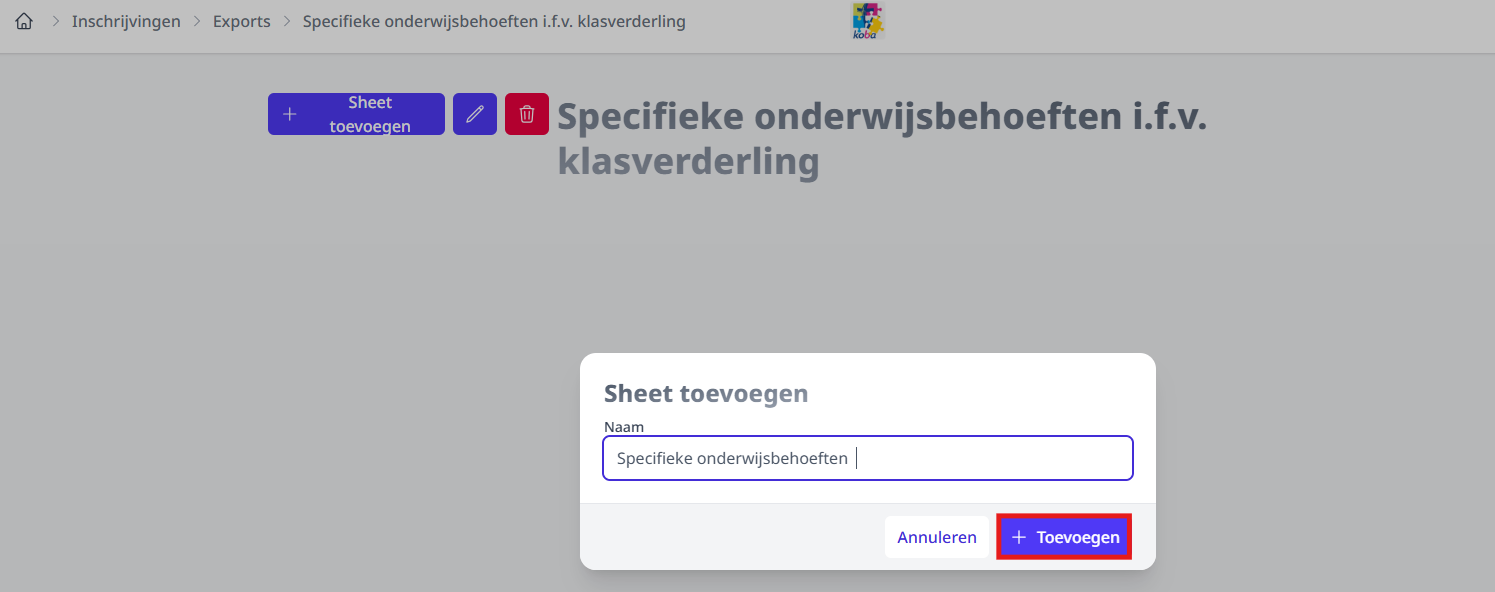 Inschrijvingen > Exports > Specifieke onderwijsbehoeften i.f.v. klasverderling
koba
Sheet
toevoegen
Specifieke onderwijsbehoeften i.f.v.
klasverderling
Sheet toevoegen
Naam
Specifieke onderwijsbehoeften
Annuleren
Toevoegen